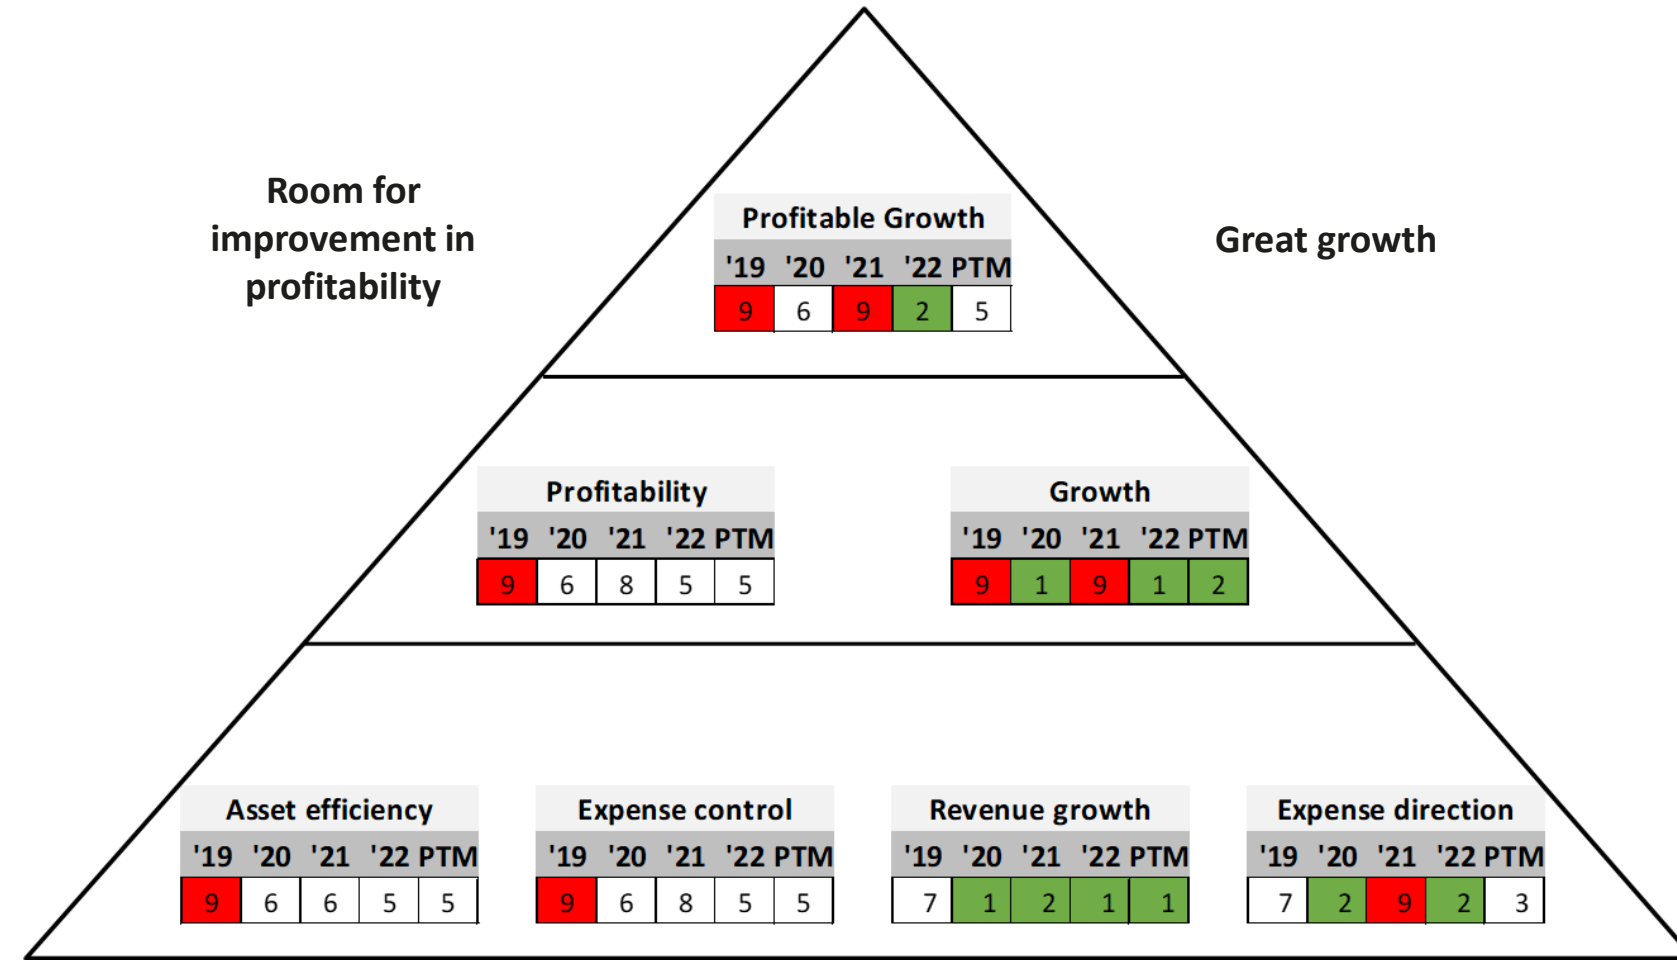 Room for
improvement in
profitability
Great growth
Profitable Growth
'19 '20 '21 '22 PTM
9 6 9 2 5
Profitability
'19 '20 '21 '22 PTM
9 6 8 5 5
Growth
'19 '20 '21 '22 PTM
9 1 9 1 2
Asset efficiency
'19 '20 '21 '22 PTM
9 6 6 5 5
Expense control
'19 '20 '21 '22 PTM
9 6 8 5 5
Revenue growth
'19 '20 '21 '22 PTM
7 1 2 1 1
Expense direction
'19 '20 '21 '22 PTM
7 2 9 2 3